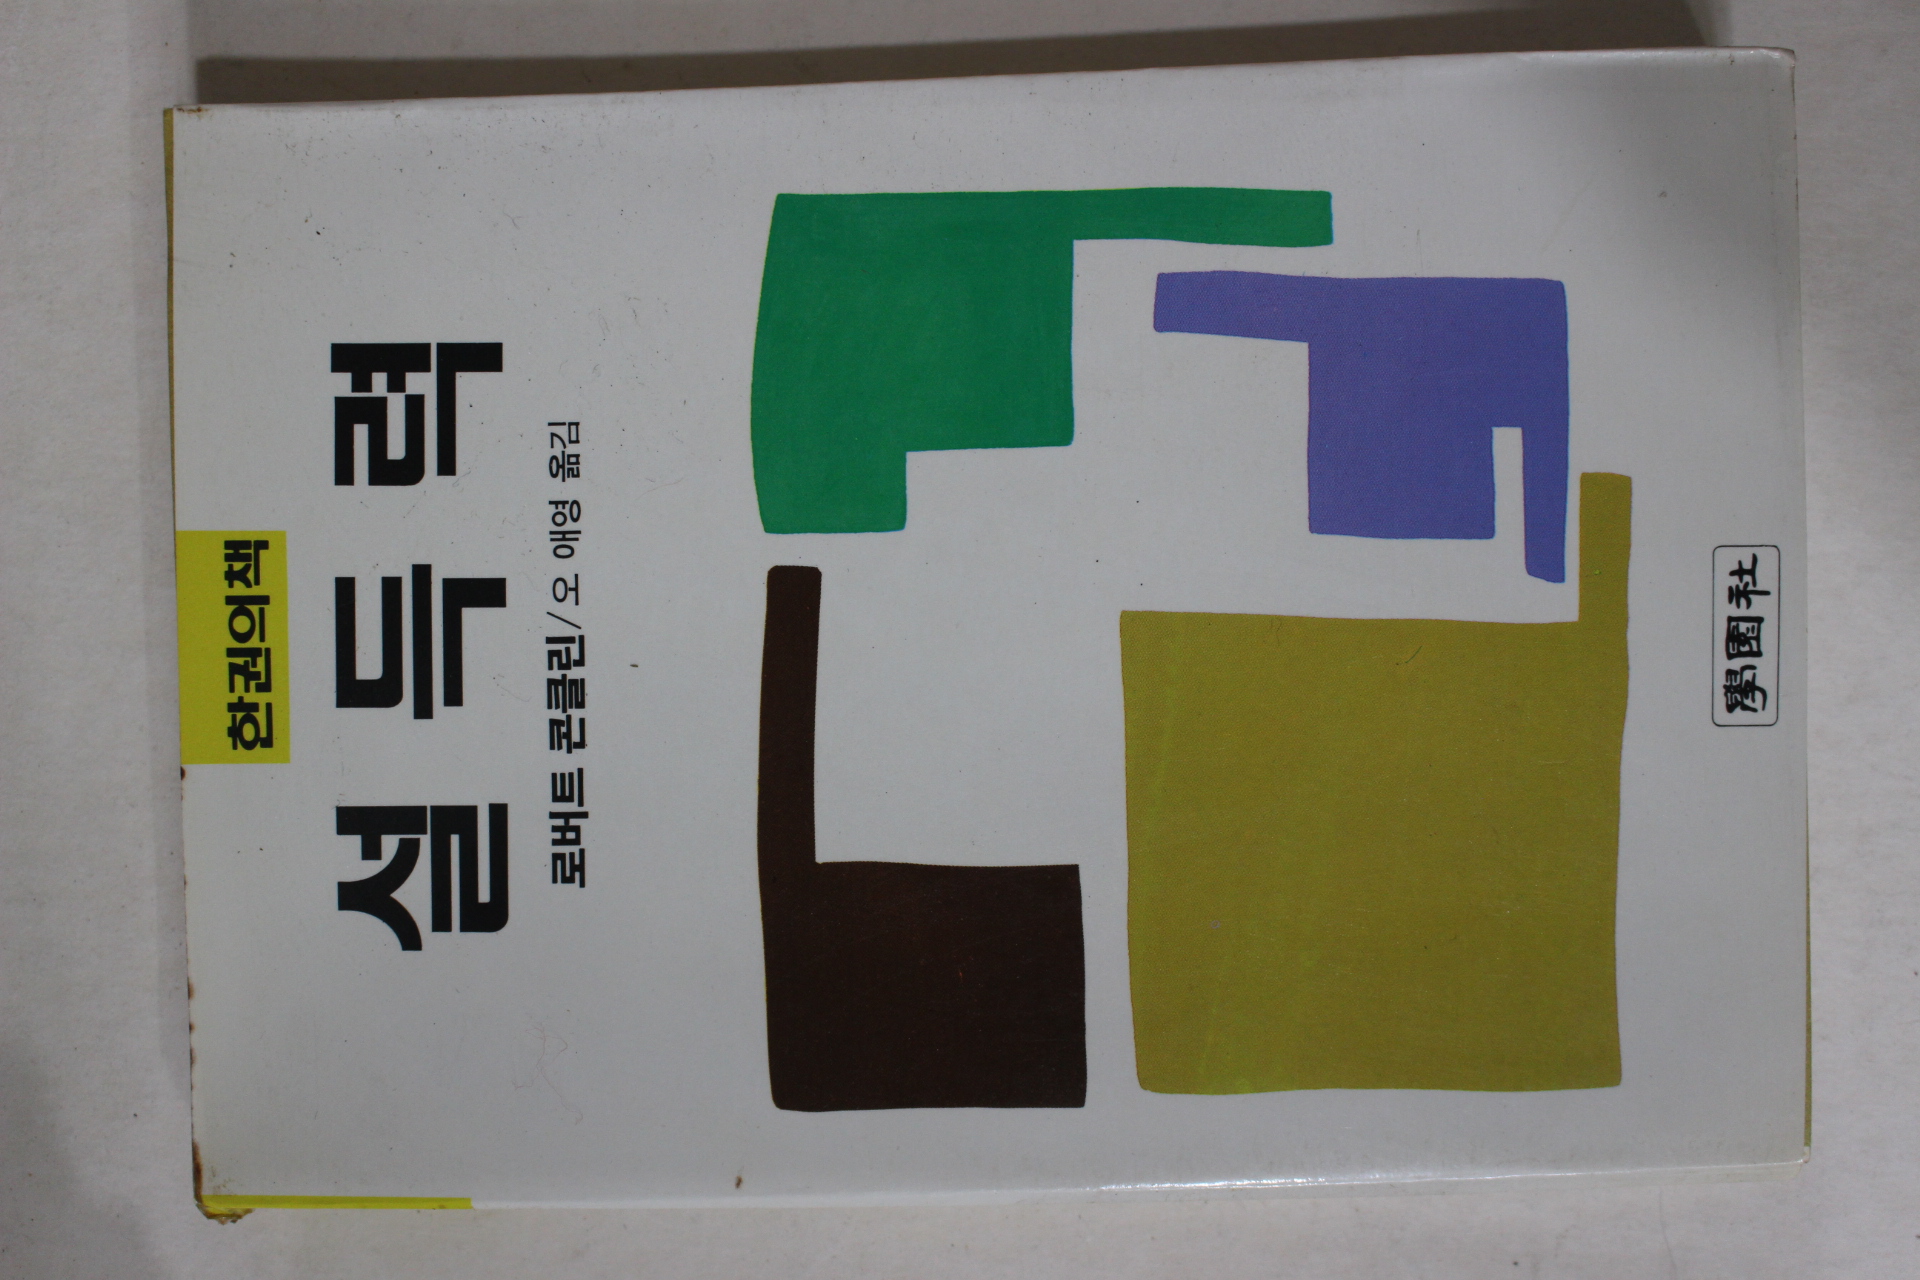 한권의책
설득력
로버트 콘클린/오 애영 옮김
學園社